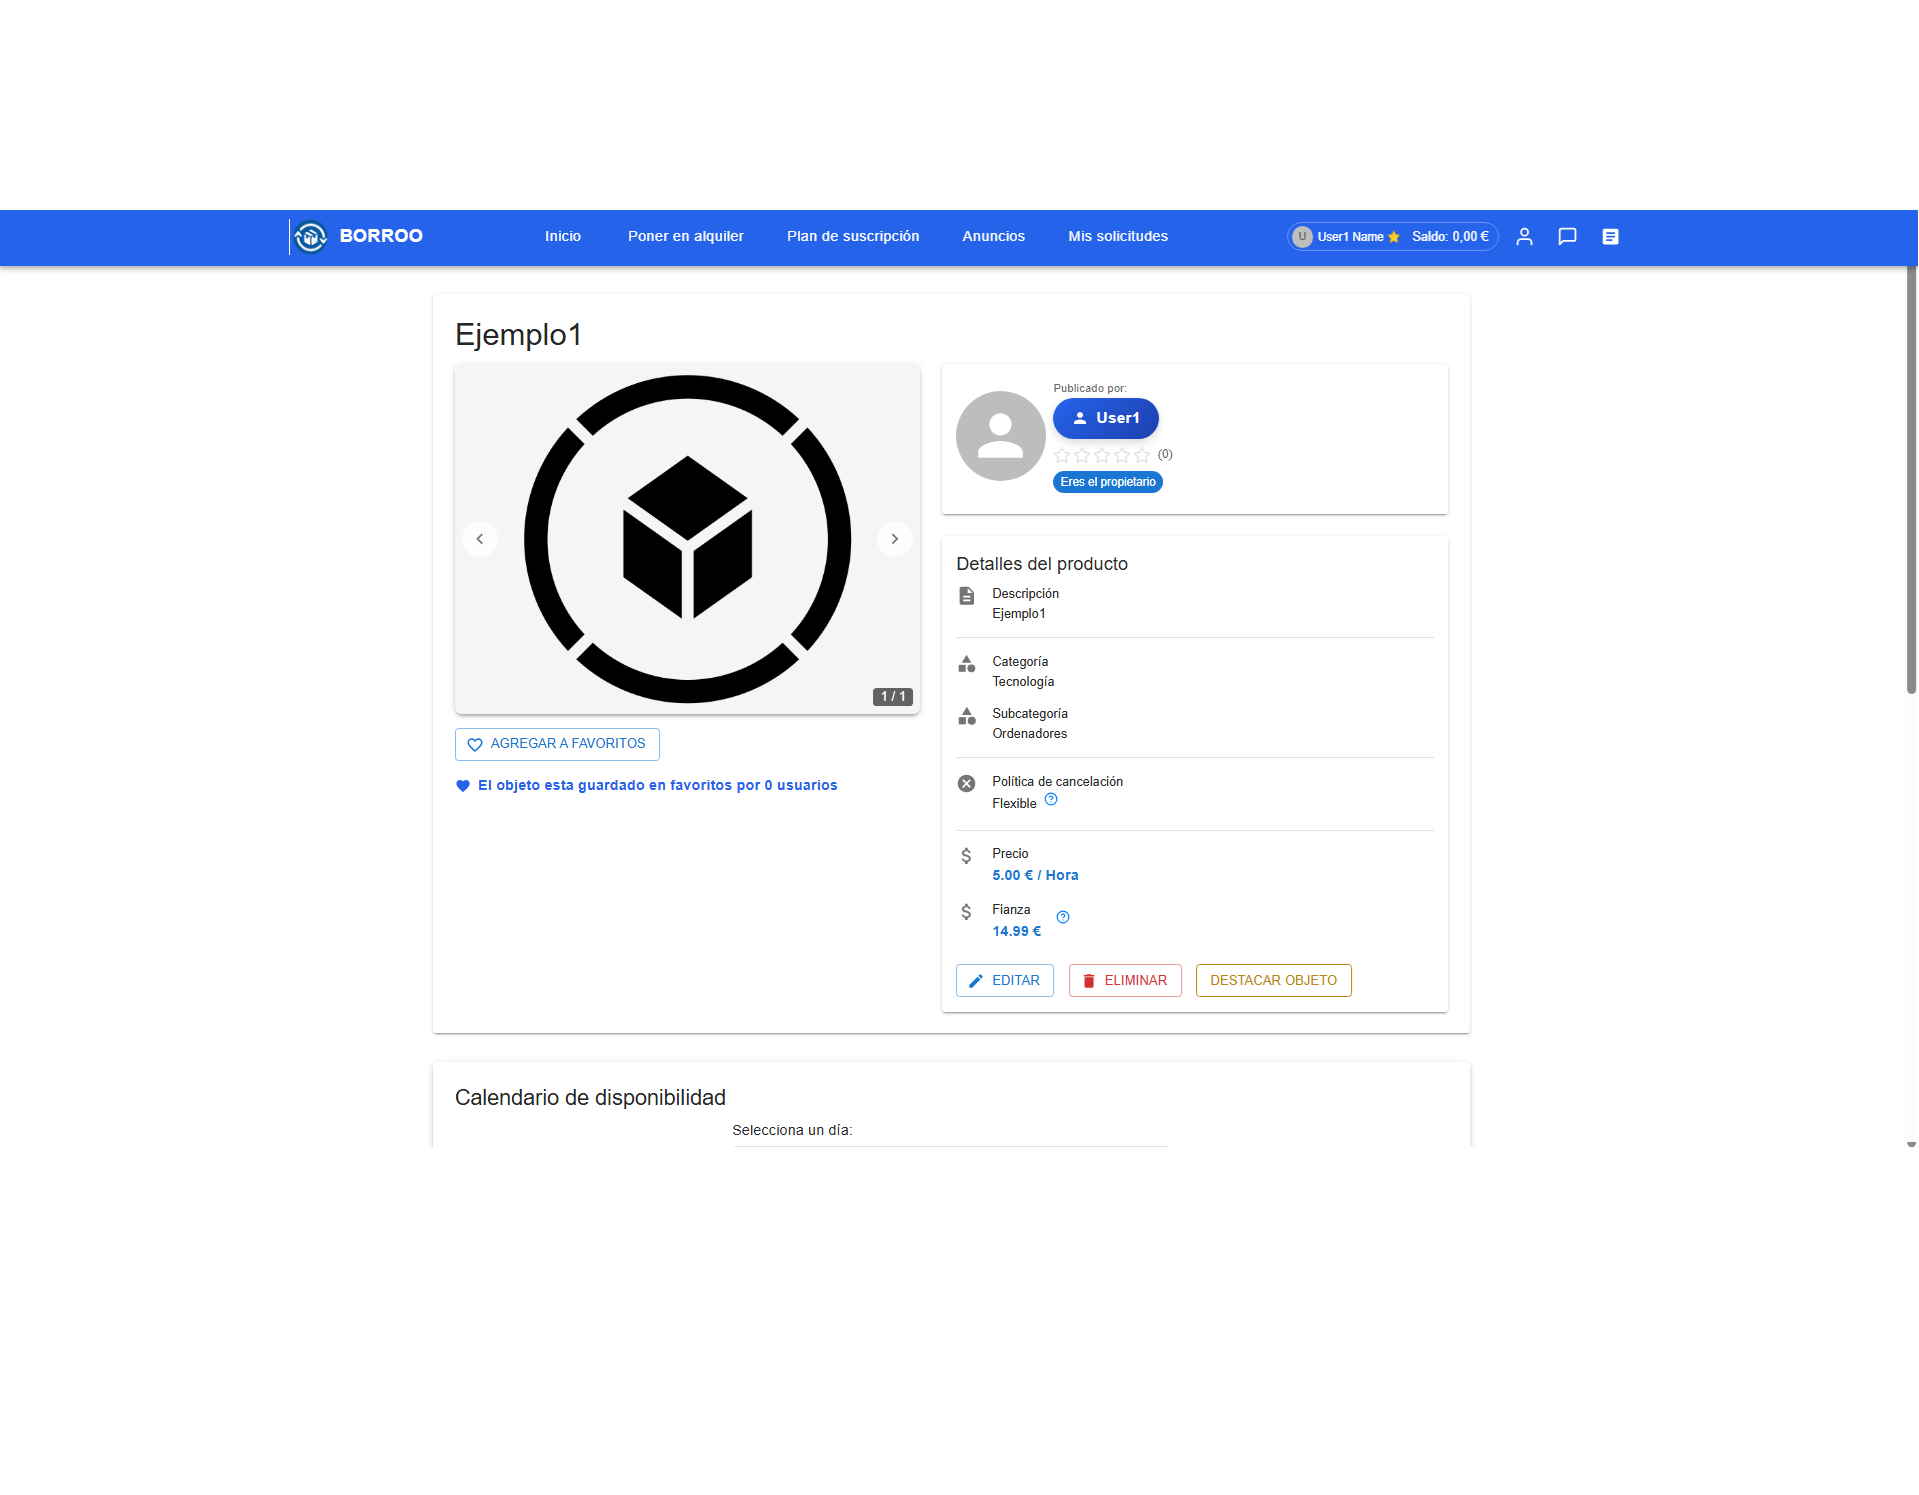 BORROO
Inicio
Poner en alquiler
Plan de suscripción
Anuncios
Mis solicitudes
U
User1 Name
Saldo: 0,00 €
Ejemplo1
1 / 1
AGREGAR A FAVORITOS
El objeto esta guardado en favoritos por 0 usuarios
Publicado por:
User1
(0)
Eres el propietario
Detalles del producto
Descripción
Ejemplo1
Categoría
Tecnología
Subcategoría
Ordenadores
Política de cancelación
Flexible
Precio
5.00 € / Hora
Fianza
14.99 €
EDITAR
ELIMINAR
DESTACAR OBJETO
Calendario de disponibilidad
Selecciona un día: